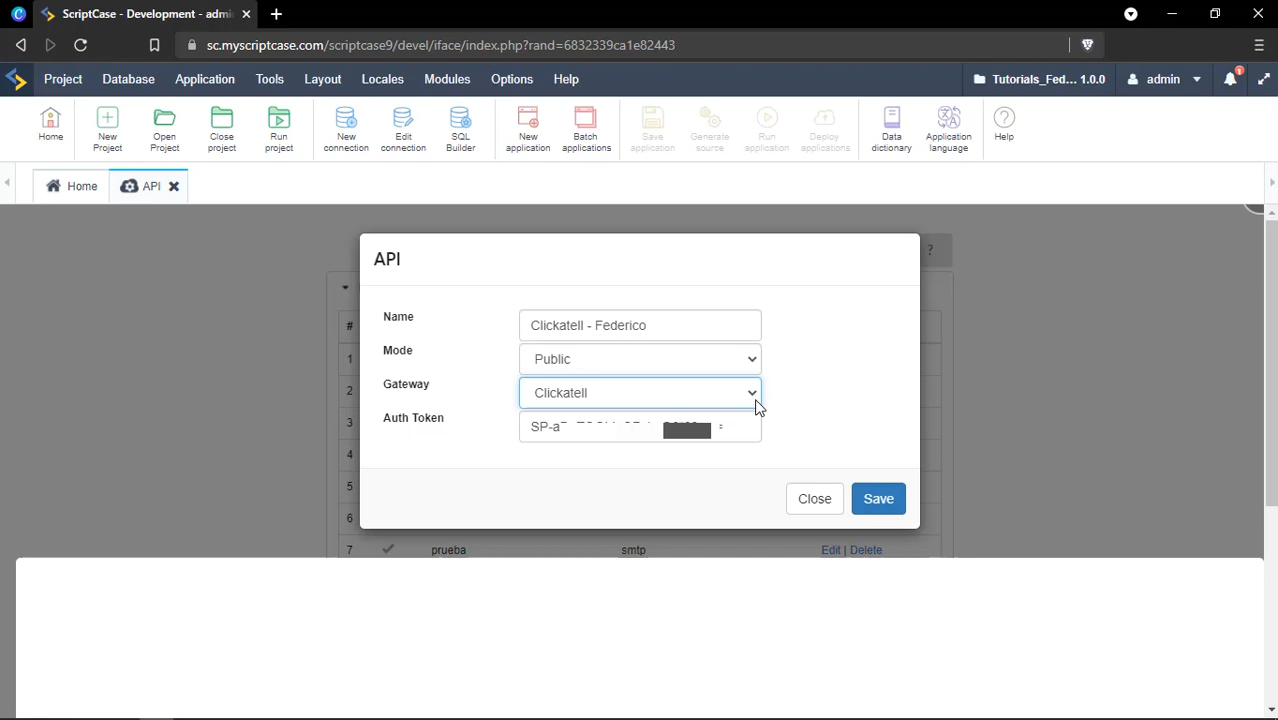 ScriptCase - Development - admi
sc.myscriptcase.com/scriptcase9/devel/iface/index.php?rand=6832339ca1e82443
Project Database Application Tools Layout Locales Modules Options Help Tutorials_Fed... 1.0.0 admin 1
Home
New Project
Open Project
Close project
Run project
New connection
Edit connection
SQL Builder
New application
Batch applications
Save application
Generate source
Run application
Deploy applications
Data dictionary
Application language
Help
Home API
API
?
Name Clickatell - Federico
Mode Public
Gateway Clickatell
Auth Token
Close Save
#
1
2
3
4
5
6
7 prueba smtp Edit | Delete